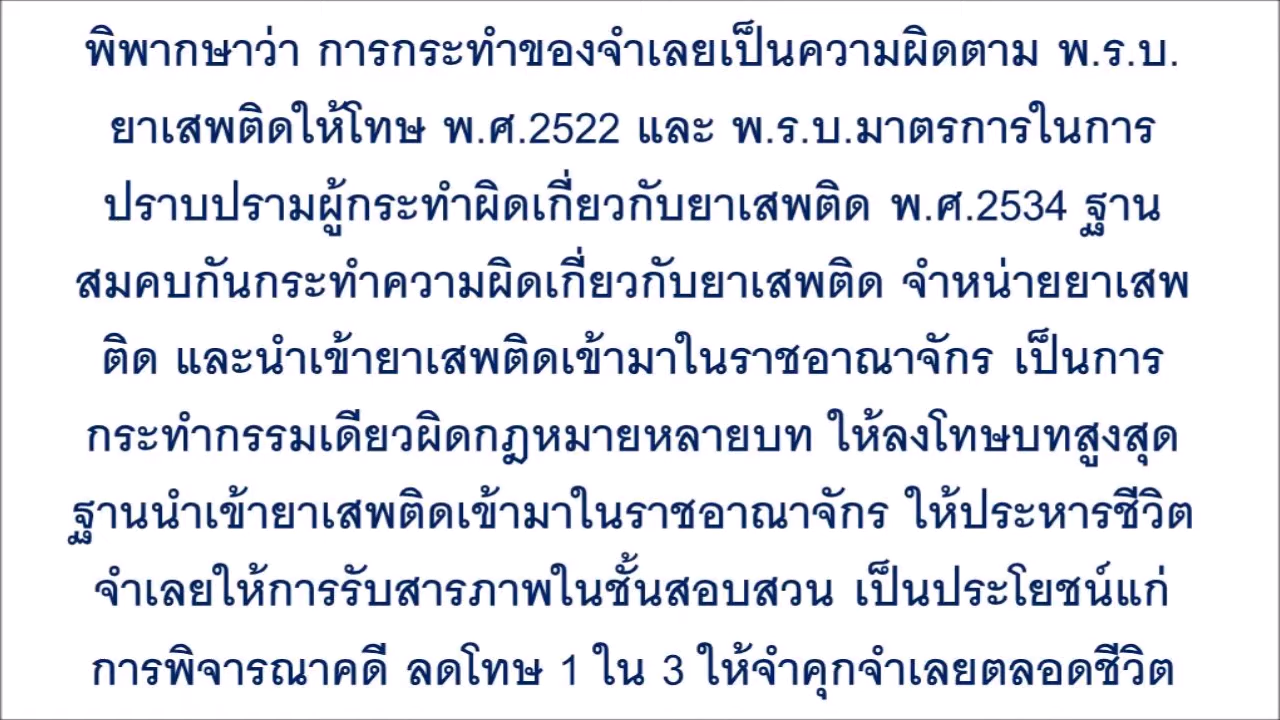 พิพากษาว่า การกระทำของจำเลยเป็นความผิดตาม พ.ร.บ.
ยาเสพติดให้โทษ พ.ศ.2522 และ พ.ร.บ.มาตรการในการ
ปราบปรามผู้กระทำผิดเกี่ยวกับยาเสพติด พ.ศ.2534 ฐาน
สมคบกันกระทำความผิดเกี่ยวกับยาเสพติด จำหน่ายยาเสพ
ติด และนำเข้ายาเสพติดเข้ามาในราชอาณาจักร เป็นการ
กระทำกรรมเดียวผิดกฎหมายหลายบท ให้ลงโทษบทสูงสุด
ฐานนำเข้ายาเสพติดเข้ามาในราชอาณาจักร ให้ประหารชีวิต
จำเลยให้การรับสารภาพในชั้นสอบสวน เป็นประโยชน์แก่
การพิจารณาคดี ลดโทษ 1 ใน 3 ให้จำคุกจำเลยตลอดชีวิต